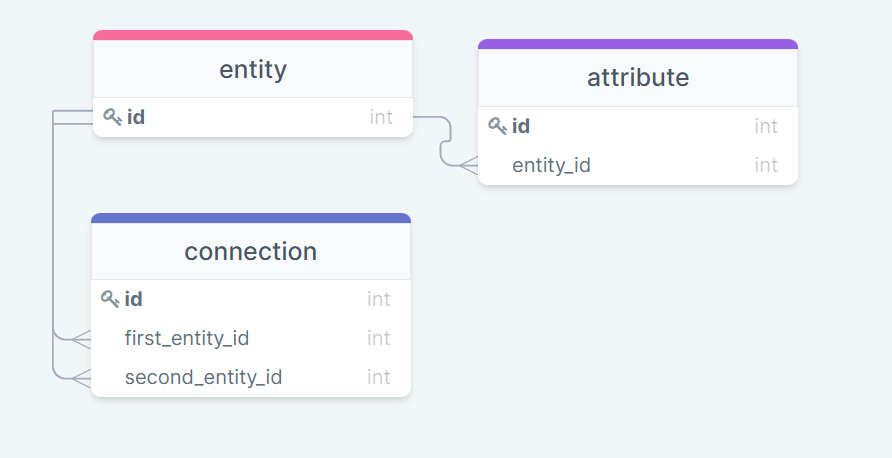 entity
id int
attribute
id int
entity_id int
connection
id int
first_entity_id int
second_entity_id int